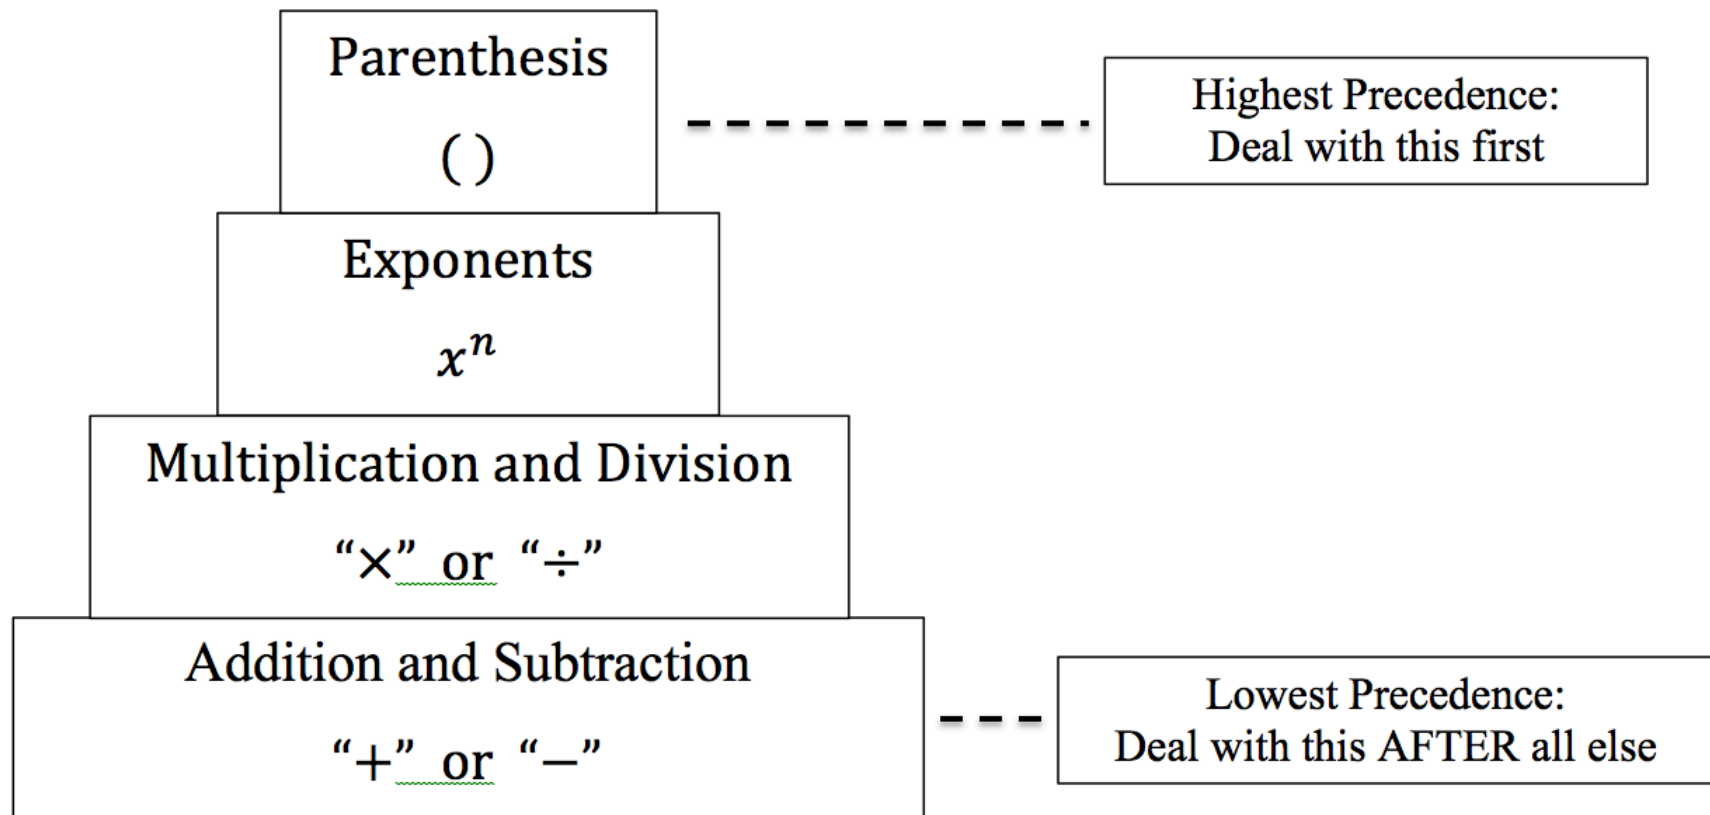 Parenthesis
( )
Highest Precedence:
Deal with this first
Exponents
xⁿ
Multiplication and Division
“×” or “÷”
Addition and Subtraction
“+” or “−”
Lowest Precedence:
Deal with this AFTER all else